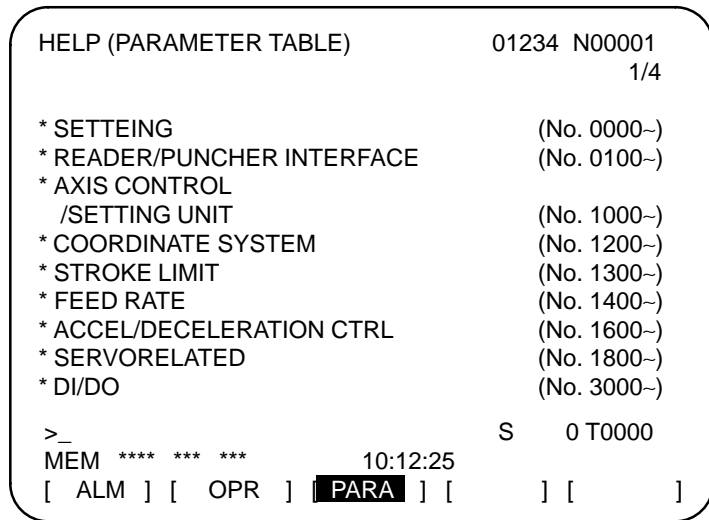 HELP (PARAMETER TABLE) 01234 N00001
1/4
* SETTEING (No. 0000~)
* READER/PUNCHER INTERFACE (No. 0100~)
* AXIS CONTROL
/SETTING UNIT (No. 1000~)
* COORDINATE SYSTEM (No. 1200~)
* STROKE LIMIT (No. 1300~)
* FEED RATE (No. 1400~)
* ACCEL/DECELERATION CTRL (No. 1600~)
* SERVORELATED (No. 1800~)
* DI/DO (No. 3000~)
>_ S 0 T0000
MEM **** *** *** 10:12:25
[ ALM ] [ OPR ] [ PARA ] [ ] [ ]